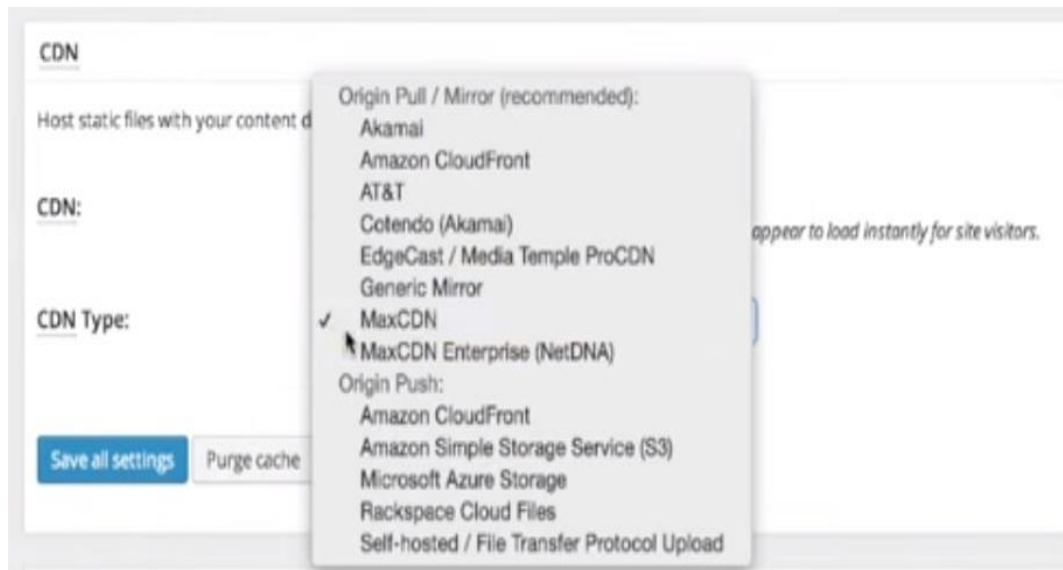 CDN
Host static files with your content d
CDN:
appear to load instantly for site visitors.
CDN Type:
Save all settings
Purge cache
Origin Pull / Mirror (recommended):
Akamai
Amazon CloudFront
AT&T
Cotendo (Akamai)
EdgeCast / Media Temple ProCDN
Generic Mirror
✓ MaxCDN
MaxCDN Enterprise (NetDNA)
Origin Push:
Amazon CloudFront
Amazon Simple Storage Service (S3)
Microsoft Azure Storage
Rackspace Cloud Files
Self-hosted / File Transfer Protocol Upload